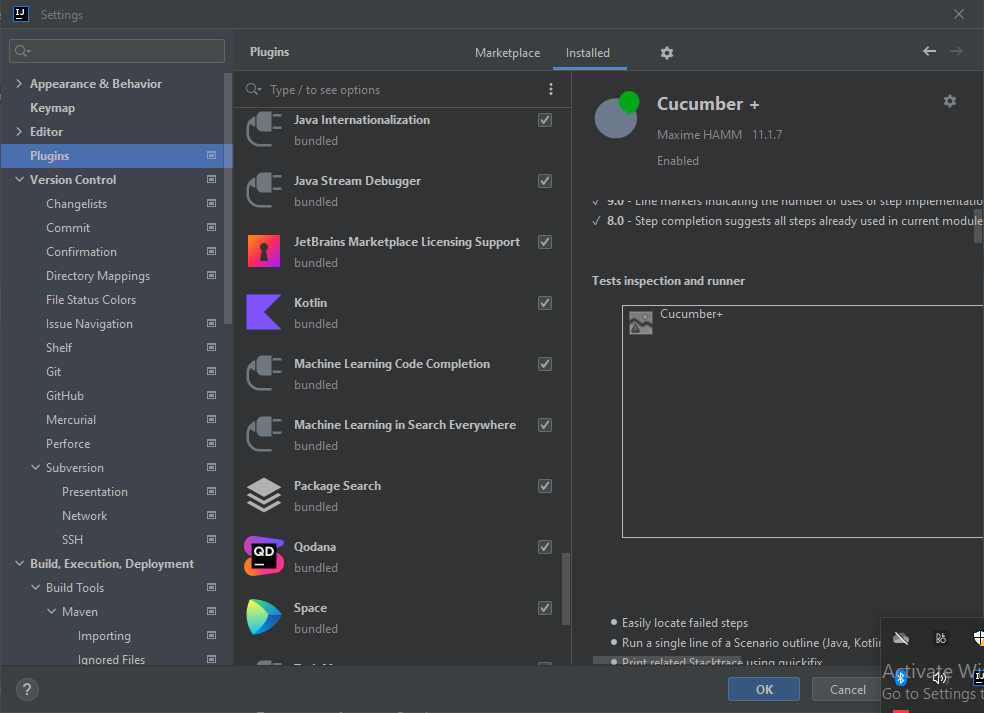 IJ
Settings
Plugins
Marketplace
Installed
Appearance & Behavior
Keymap
Editor
Plugins
Version Control
Changelists
Commit
Confirmation
Directory Mappings
File Status Colors
Issue Navigation
Shelf
Git
GitHub
Mercurial
Perforce
Subversion
Presentation
Network
SSH
Build, Execution, Deployment
Build Tools
Maven
Importing
Ignored Files
Type / to see options
Java Internationalization
bundled
Java Stream Debugger
bundled
JetBrains Marketplace Licensing Support
bundled
Kotlin
bundled
Machine Learning Code Completion
bundled
Machine Learning in Search Everywhere
bundled
Package Search
bundled
QD
Qodana
bundled
Space
bundled
Cucumber +
Maxime HAMM 11.1.7
Enabled
✓ 9.0 - Line markers indicating the number of uses of step implementatio
✓ 8.0 - Step completion suggests all steps already used in current module
Tests inspection and runner
Cucumber+
• Easily locate failed steps
• Run a single line of a Scenario outline (Java, Kotlin
• Print related Stacktrace using quickfix
Activate Wi
Go to Settings t
?
OK
Cancel